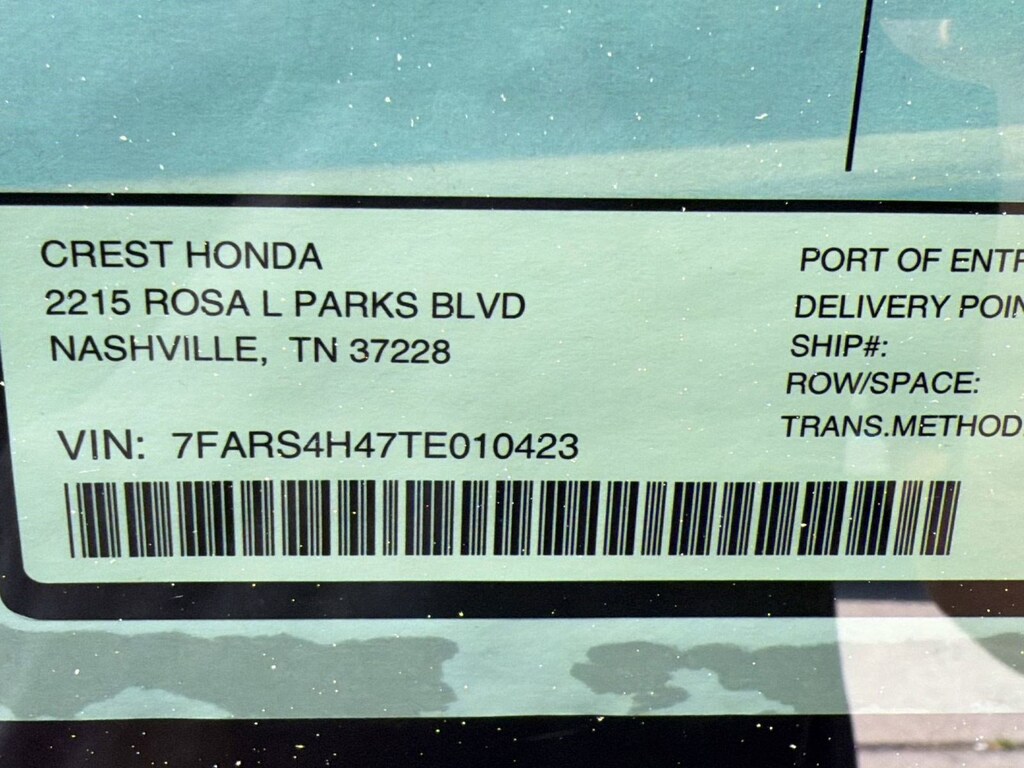 CREST HONDA
2215 ROSA L PARKS BLVD
NASHVILLE, TN 37228
VIN: 7FARS4H47TE010423
PORT OF ENTR
DELIVERY POIN
SHIP#:
ROW/SPACE:
TRANS.METHOD